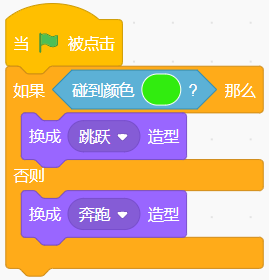 当 被点击
如果 碰到颜色 ? 那么
换成 跳跃 造型
否则
换成 奔跑 造型